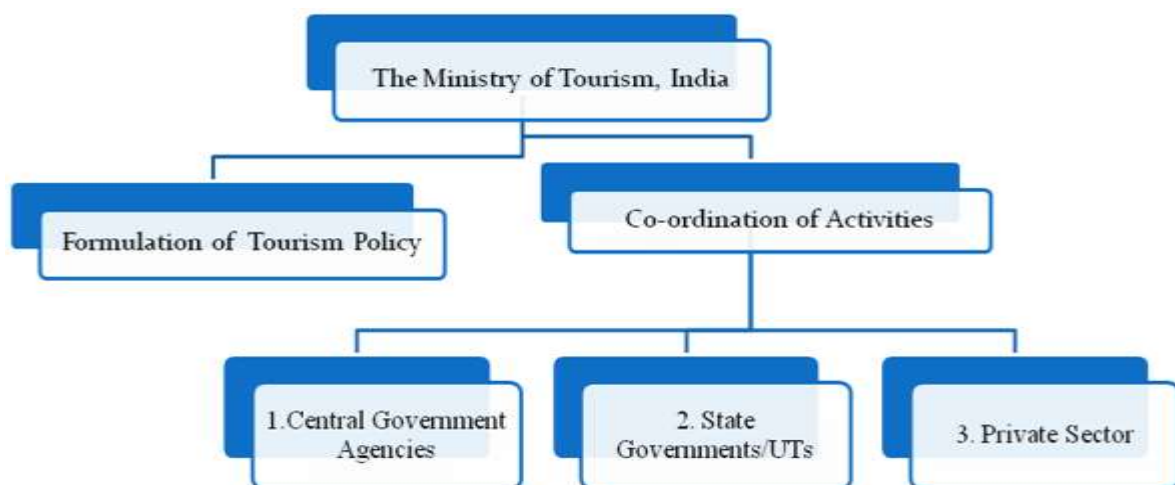 The Ministry of Tourism, India
Formulation of Tourism Policy
Co-ordination of Activities
1.Central Government
Agencies
2. State
Governments/UTs
3. Private Sector